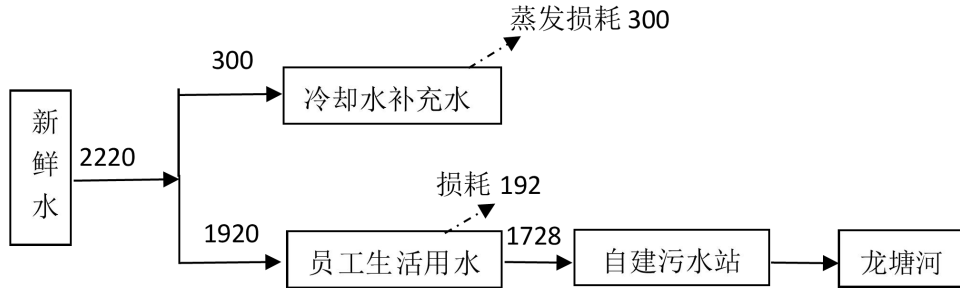 蒸发损耗 300
300
冷却水补充水
新鲜水
2220
损耗 192
1920
员工生活用水
1728
自建污水站
龙塘河